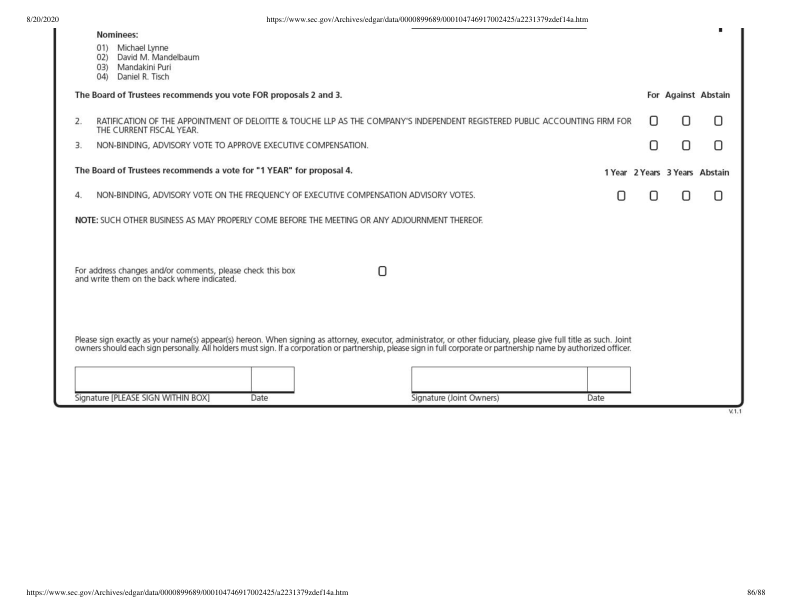 8/20/2020
https://www.sec.gov/Archives/edgar/data/0000899689/000104746917002425/a2231379zdef14a.htm
Nominees:
01) Michael Lynne
02) David M. Mandelbaum
03) Mandakini Puri
04) Daniel R. Tisch
The Board of Trustees recommends you vote FOR proposals 2 and 3.
For Against Abstain
2. RATIFICATION OF THE APPOINTMENT OF DELOITTE & TOUCHE LLP AS THE COMPANY'S INDEPENDENT REGISTERED PUBLIC ACCOUNTING FIRM FOR
THE CURRENT FISCAL YEAR.
3. NON-BINDING, ADVISORY VOTE TO APPROVE EXECUTIVE COMPENSATION.
The Board of Trustees recommends a vote for "1 YEAR" for proposal 4.
1 Year 2 Years 3 Years Abstain
4. NON-BINDING, ADVISORY VOTE ON THE FREQUENCY OF EXECUTIVE COMPENSATION ADVISORY VOTES.
NOTE: SUCH OTHER BUSINESS AS MAY PROPERLY COME BEFORE THE MEETING OR ANY ADJOURNMENT THEREOF.
For address changes and/or comments, please check this box
and write them on the back where indicated.
Please sign exactly as your name(s) appear(s) hereon. When signing as attorney, executor, administrator, or other fiduciary, please give full title as such. Joint
owners should each sign personally. All holders must sign. If a corporation or partnership, please sign in full corporate or partnership name by authorized officer.
Signature [PLEASE SIGN WITHIN BOX]
Date
Signature (Joint Owners)
Date
V.1.1
https://www.sec.gov/Archives/edgar/data/0000899689/000104746917002425/a2231379zdef14a.htm
86/88